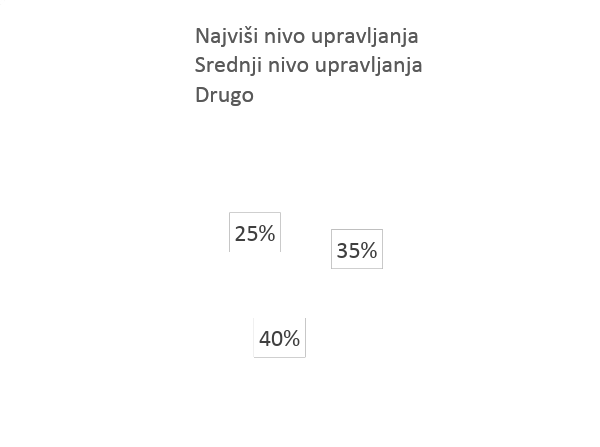 Najviši nivo upravljanja
Srednji nivo upravljanja
Drugo
25%
35%
40%